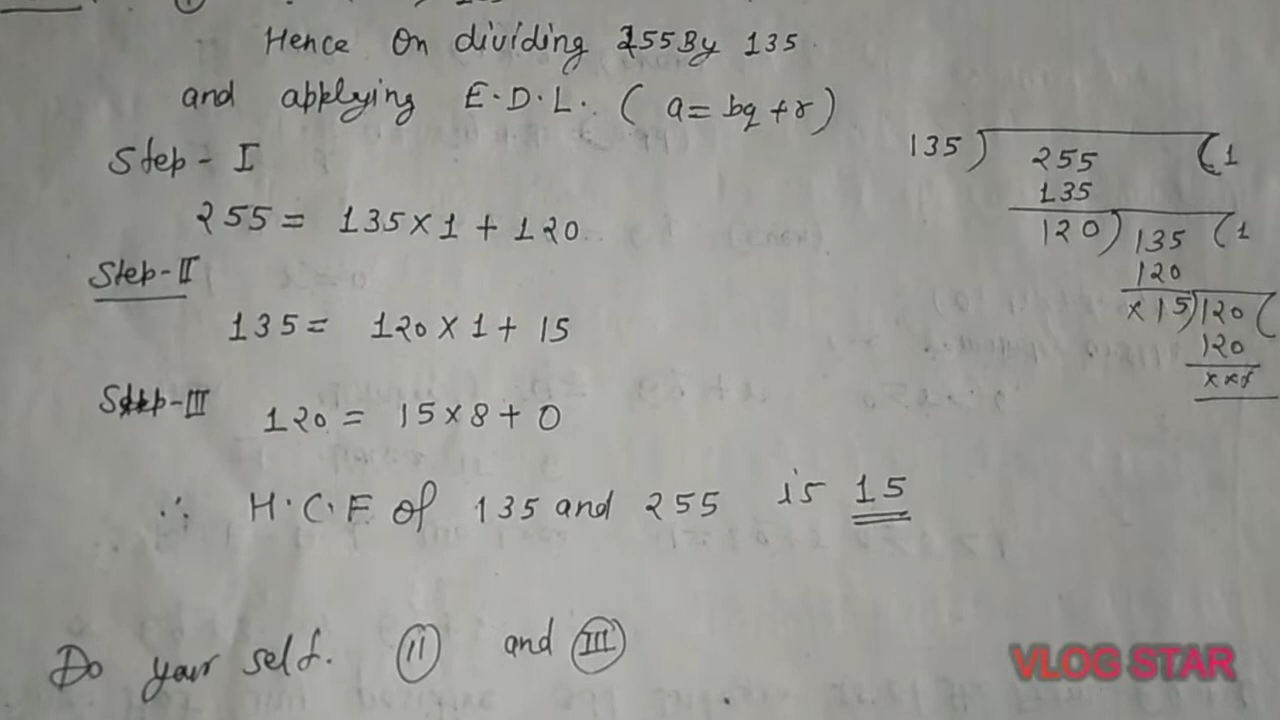 Hence On dividing 255 By 135
and applying E.D.L. ( a = bq + r )
Step - I
255 = 135 × 1 + 120
Step - II
135 = 120 × 1 + 15
Step - III
120 = 15 × 8 + 0
∴ H.C.F of 135 and 255 is 15
Do your self. (II) and (III)
135 ) 255 ( 1
135
120 ) 135 ( 1
120
× 15 ) 120 (
120
× × ×
VLOG STAR